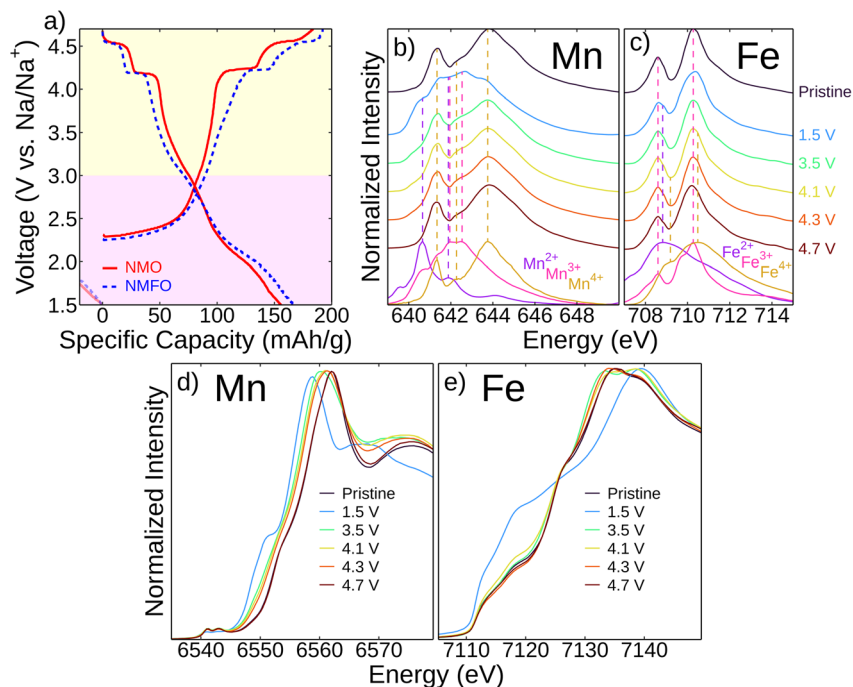 a)
Voltage (V vs. Na/Na⁺)
4.5
4.0
3.5
3.0
2.5
2.0
1.5
NMO
NMFO
0
50
100
150
200
Specific Capacity (mAh/g)
b) Mn
c) Fe
Normalized Intensity
Pristine
1.5 V
3.5 V
4.1 V
4.3 V
4.7 V
Mn²⁺
Mn³⁺
Mn⁴⁺
Fe²⁺
Fe³⁺
Fe⁴⁺
640 642 644 646 648
708 710 712 714
Energy (eV)
d) Mn
Normalized Intensity
Pristine
1.5 V
3.5 V
4.1 V
4.3 V
4.7 V
6540 6550 6560 6570
e) Fe
Pristine
1.5 V
3.5 V
4.1 V
4.3 V
4.7 V
7110 7120 7130 7140
Energy (eV)